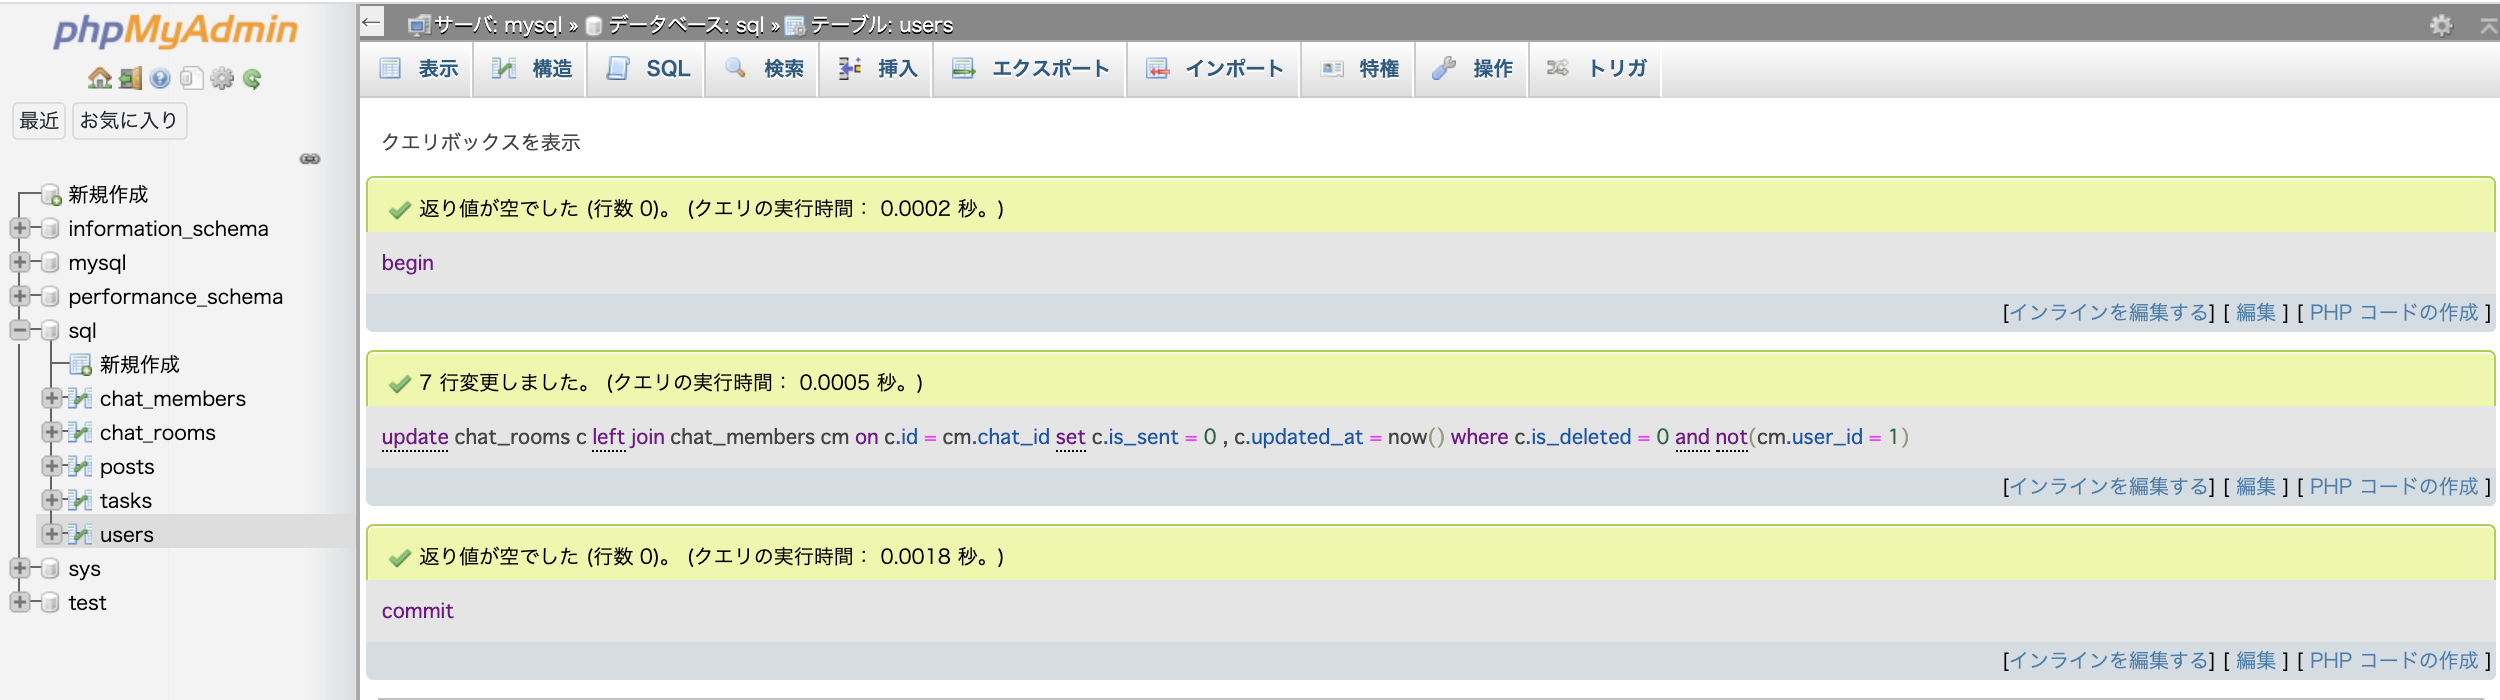 phpMyAdmin
最近 お気に入り
新規作成
information_schema
mysql
performance_schema
sql
新規作成
chat_members
chat_rooms
posts
tasks
users
sys
test
← サーバ: mysql » データベース: sql » テーブル: users
表示 構造 SQL 検索 挿入 エクスポート インポート 特権 操作 トリガ
クエリボックスを表示
返り値が空でした (行数 0)。 (クエリの実行時間： 0.0002 秒。)
begin
[インラインを編集する] [ 編集 ] [ PHP コードの作成 ]
7 行変更しました。 (クエリの実行時間： 0.0005 秒。)
update chat_rooms c left join chat_members cm on c.id = cm.chat_id set c.is_sent = 0 , c.updated_at = now() where c.is_deleted = 0 and not(cm.user_id = 1)
[インラインを編集する] [ 編集 ] [ PHP コードの作成 ]
返り値が空でした (行数 0)。 (クエリの実行時間： 0.0018 秒。)
commit
[インラインを編集する] [ 編集 ] [ PHP コードの作成 ]